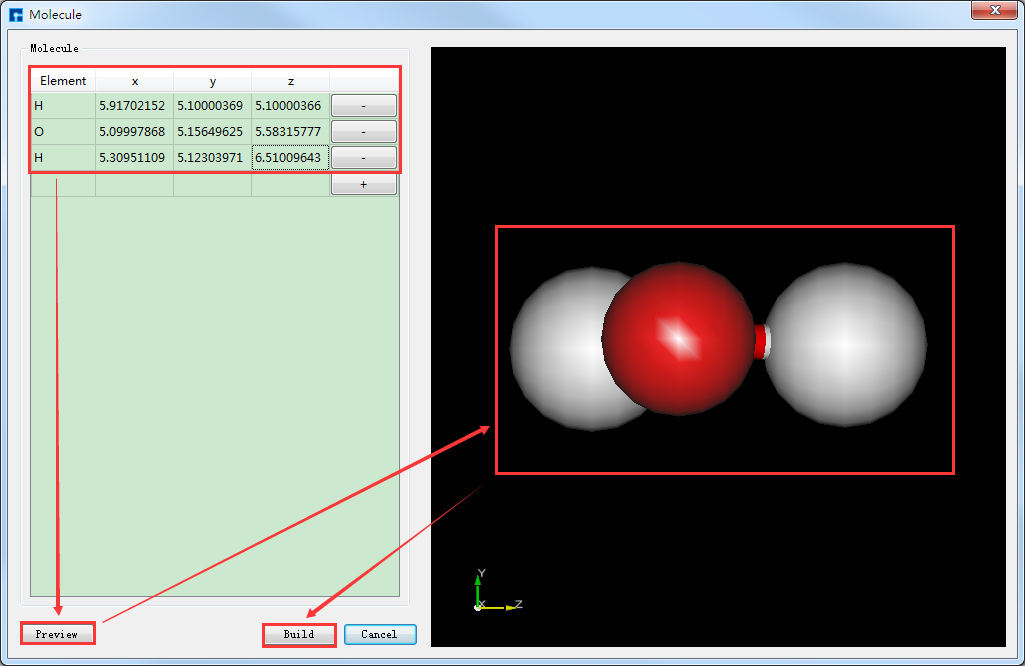 Molecule
Molecule
Element x y z
H 5.91702152 5.10000369 5.10000366 -
O 5.09997868 5.15649625 5.58315777 -
H 5.30951109 5.12303971 6.51009643 -
+
Y
X Z
Preview Build Cancel